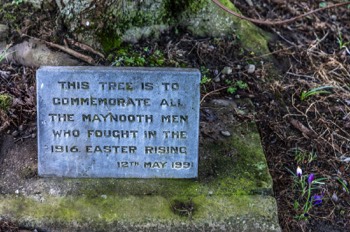 THIS TREE IS TO
COMMEMORATE ALL
THE MAYNOOTH MEN
WHO FOUGHT IN THE
1916 EASTER RISING
12TH MAY 1991